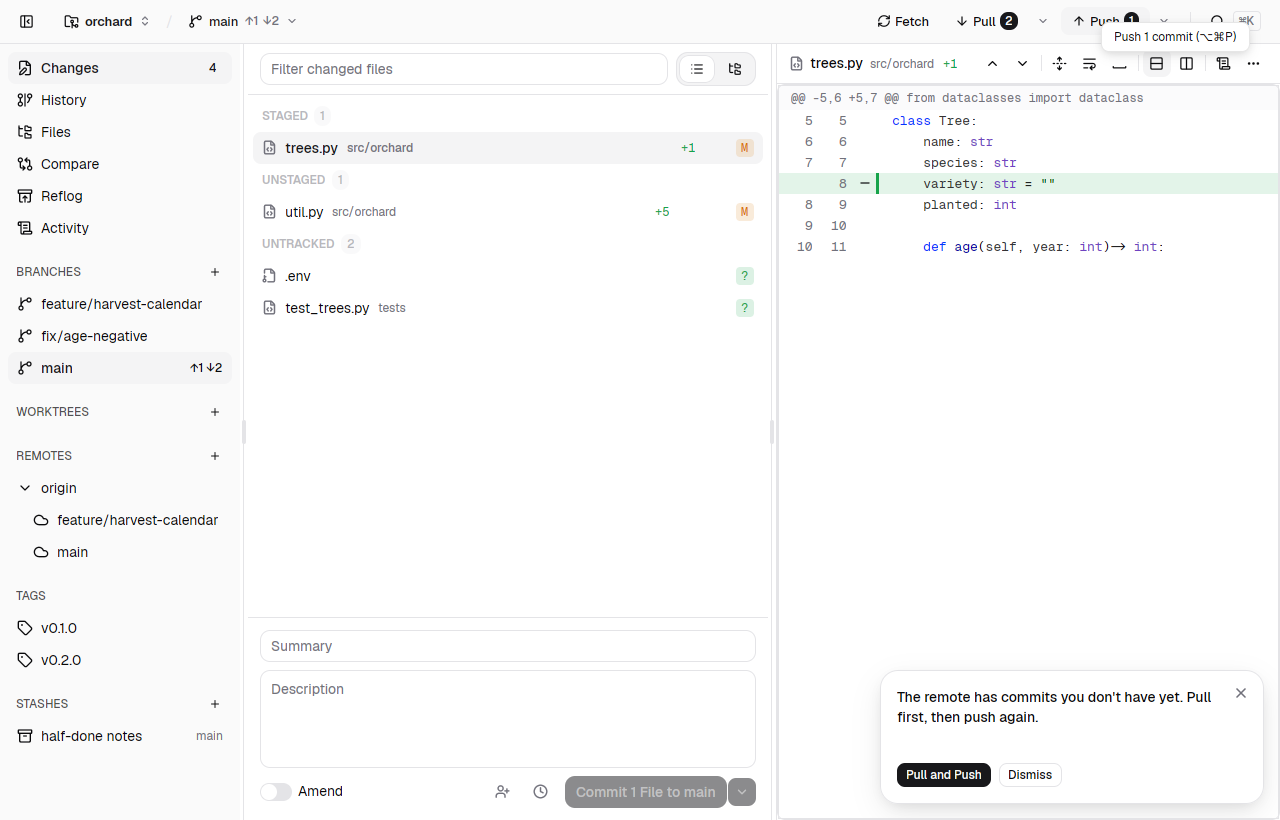 orchard / main ↑1 ↓2
Fetch Pull 2 Push 1 ⌘K
Push 1 commit (⌥⌘P)
Changes 4
History
Files
Compare
Reflog
Activity
BRANCHES
feature/harvest-calendar
fix/age-negative
main ↑1 ↓2
WORKTREES
REMOTES
origin
feature/harvest-calendar
main
TAGS
v0.1.0
v0.2.0
STASHES
half-done notes main
Filter changed files
STAGED 1
trees.py src/orchard +1 M
UNSTAGED 1
util.py src/orchard +5 M
UNTRACKED 2
.env ?
test_trees.py tests ?
Summary
Description
Amend
Commit 1 File to main
trees.py src/orchard +1
@@ -5,6 +5,7 @@ from dataclasses import dataclass
5 5 class Tree:
6 6 name: str
7 7 species: str
8 variety: str = ""
8 9 planted: int
9 10
10 11 def age(self, year: int)-> int:
The remote has commits you don't have yet. Pull
first, then push again.
Pull and Push Dismiss